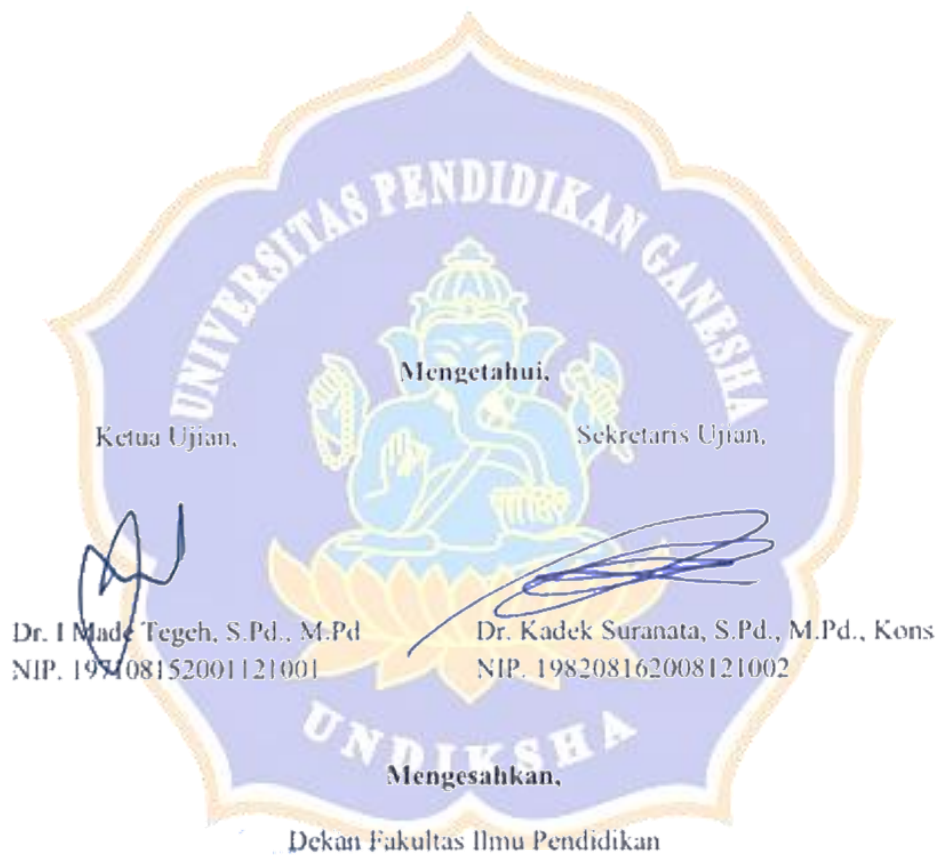 UNIVERSITAS PENDIDIKAN GANESHA
Mengetahui,
Ketua Ujian,
Sekretaris Ujian,
Dr. I Made Tegeh, S.Pd., M.Pd
Dr. Kadek Suranata, S.Pd., M.Pd., Kons
NIP. 197108152001121001
NIP. 198208162008121002
UNDIKSHA
Mengesahkan,
Dekan Fakultas Ilmu Pendidikan